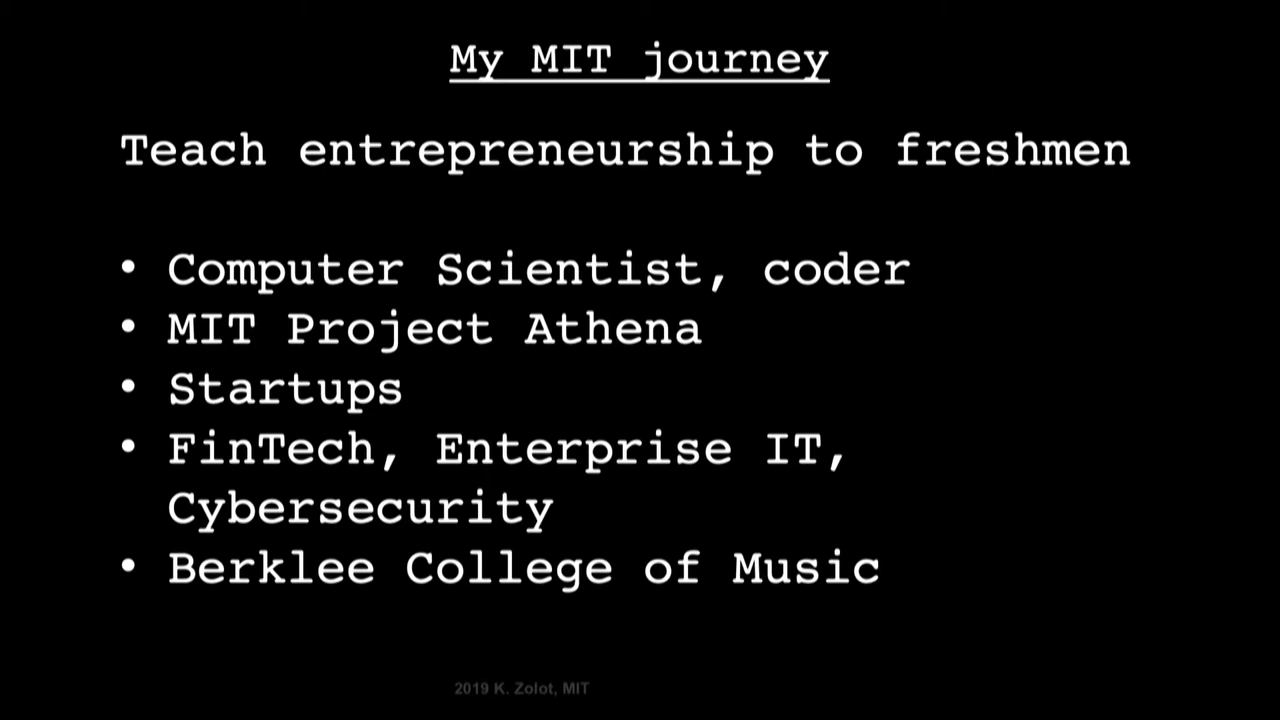 My MIT journey
Teach entrepreneurship to freshmen
• Computer Scientist, coder
• MIT Project Athena
• Startups
• FinTech, Enterprise IT,
Cybersecurity
• Berklee College of Music
2019 K. Zolot, MIT